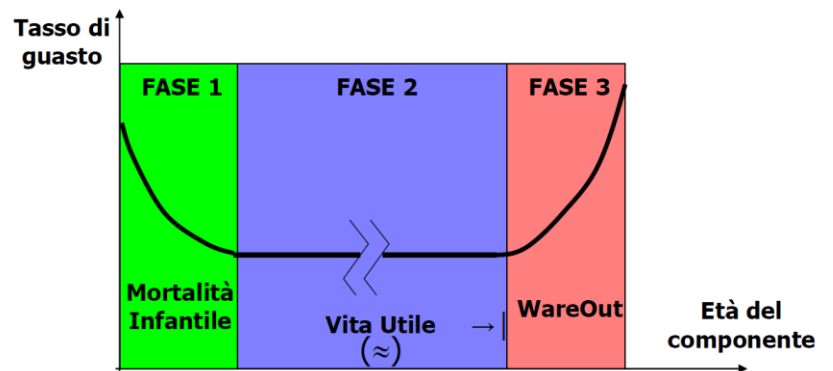 Tasso di
guasto
FASE 1
FASE 2
FASE 3
Mortalità
Infantile
Vita Utile →|
(≈)
WareOut
Età del
componente